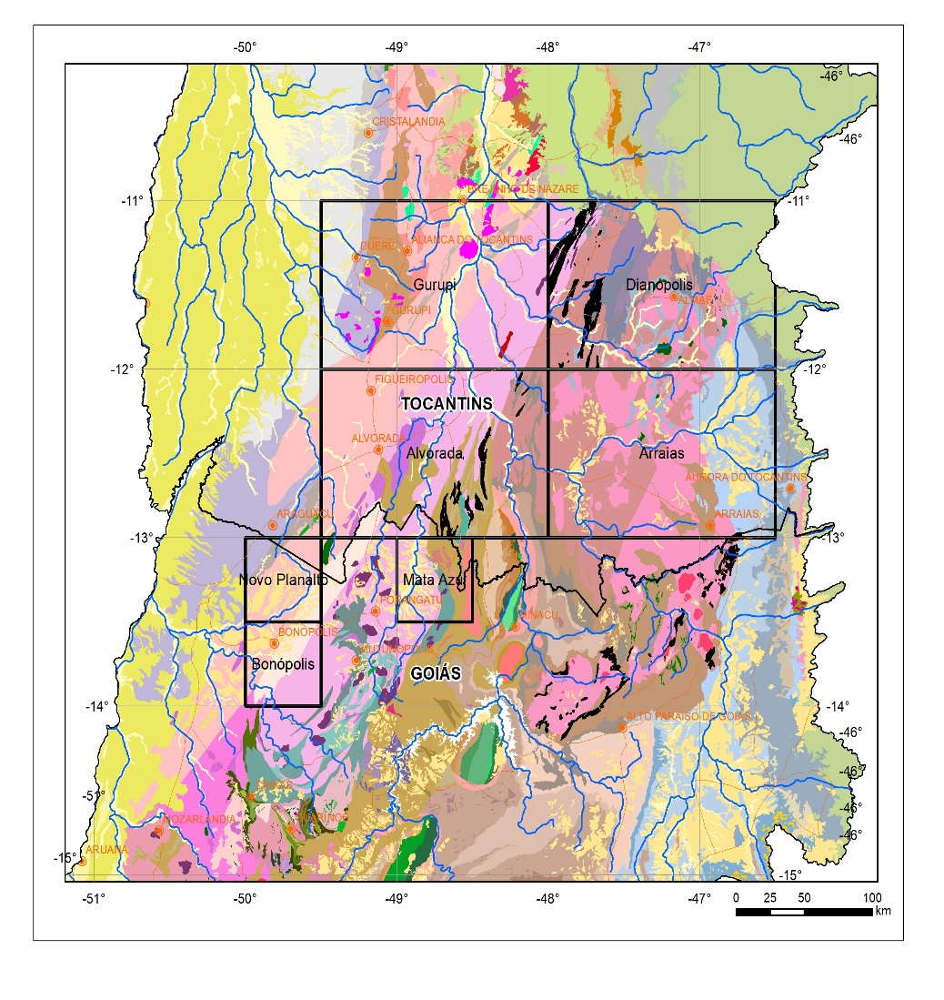 -50° -49° -48° -47°
-46°
CRISTALANDIA
-46°
BREJINHO DE NAZARE
-11° -11°
ALIANCA DO TOCANTINS
DUERE
Gurupi Dianópolis
ALMAS
GURUPI
-12° -12°
FIGUEIROPOLIS
TOCANTINS
ALVORADA
Alvorada Arraias
AURORA DO TOCANTINS
ARAGUACU ARRAIAS
-13° -13°
Novo Planalto Mata Azul
PORANGATU
MINACU
BONOPOLIS
MUTUNOPOLIS
Bonópolis GOIÁS
-14° -14°
ALTO PARAISO DE GOIAS
-46°
-46°
-51°
-46°
MOZARLANDIA GUARINOS
-46°
ARUANA
-15° -15°
-51° -50° -49° -48° -47°
0 25 50 100
km